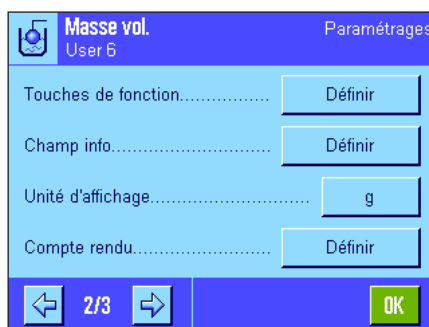 Masse vol.
Paramétrages
User 6
Touches de fonction................. Définir
Champ info............................ Définir
Unité d'affichage............................. g
Compte rendu........................ Définir
2/3
OK